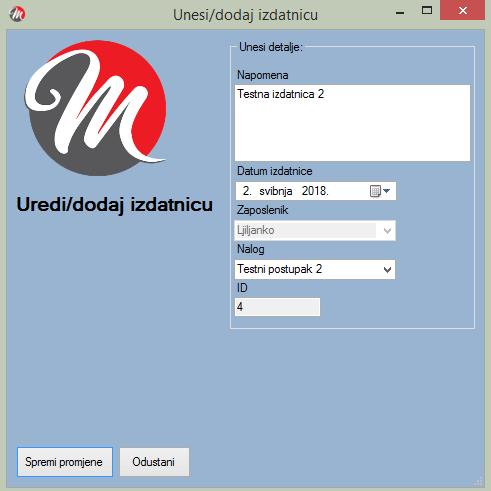 Unesi/dodaj izdatnicu
M
Uredi/dodaj izdatnicu
Unesi detalje:
Napomena
Testna izdatnica 2
Datum izdatnice
2. svibnja 2018.
Zaposlenik
Ljiljanko
Nalog
Testni postupak 2
ID
4
Spremi promjene
Odustani